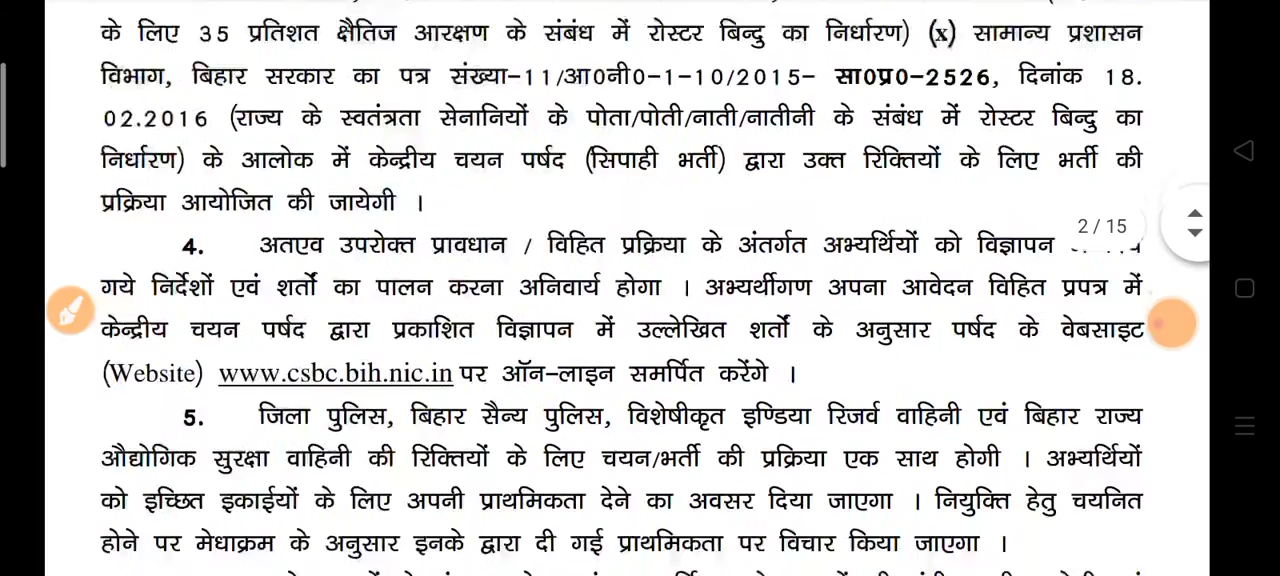 के लिए 35 प्रतिशत क्षैतिज आरक्षण के संबंध में रोस्टर बिन्दु का निर्धारण) (x) सामान्य प्रशासन
विभाग, बिहार सरकार का पत्र संख्या-11/आ0नी0-1-10/2015- सा0प्र0-2526, दिनांक 18.
02.2016 (राज्य के स्वतंत्रता सेनानियों के पोता/पोती/नाती/नातीनी के संबंध में रोस्टर बिन्दु का
निर्धारण) के आलोक में केन्द्रीय चयन पर्षद (सिपाही भर्ती) द्वारा उक्त रिक्तियों के लिए भर्ती की
प्रक्रिया आयोजित की जायेगी ।
2 / 15
4. अतएव उपरोक्त प्रावधान / विहित प्रक्रिया के अंतर्गत अभ्यर्थियों को विज्ञापन
गये निर्देशों एवं शर्तों का पालन करना अनिवार्य होगा । अभ्यर्थीगण अपना आवेदन विहित प्रपत्र में
केन्द्रीय चयन पर्षद द्वारा प्रकाशित विज्ञापन में उल्लेखित शर्तों के अनुसार पर्षद के वेबसाइट
(Website) www.csbc.bih.nic.in पर ऑन-लाइन समर्पित करेंगे ।
5. जिला पुलिस, बिहार सैन्य पुलिस, विशेषीकृत इण्डिया रिजर्व वाहिनी एवं बिहार राज्य
औद्योगिक सुरक्षा वाहिनी की रिक्तियों के लिए चयन/भर्ती की प्रक्रिया एक साथ होगी । अभ्यर्थियों
को इच्छित इकाईयों के लिए अपनी प्राथमिकता देने का अवसर दिया जाएगा । नियुक्ति हेतु चयनित
होने पर मेधाक्रम के अनुसार इनके द्वारा दी गई प्राथमिकता पर विचार किया जाएगा ।